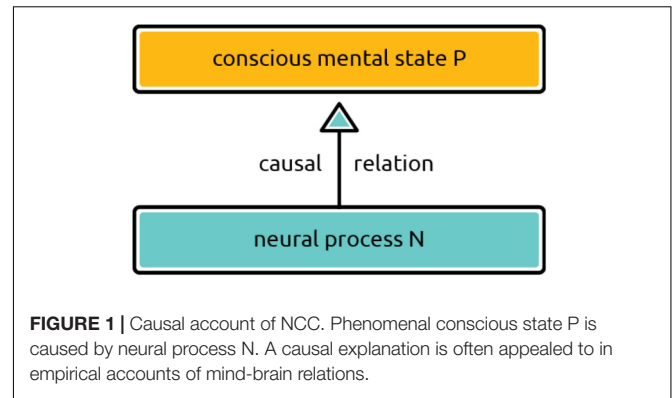 conscious mental state P
causal relation
neural process N
FIGURE 1 | Causal account of NCC. Phenomenal conscious state P is
caused by neural process N. A causal explanation is often appealed to in
empirical accounts of mind-brain relations.